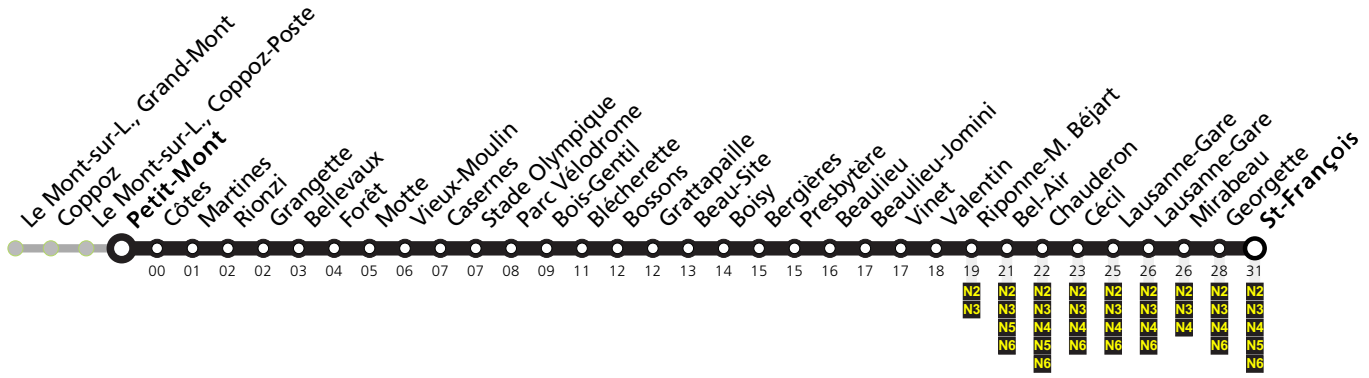 Le Mont-sur-L., Grand-Mont
Coppoz
Le Mont-sur-L., Coppoz-Poste
Petit-Mont
Côtes
Martines
Rionzi
Grangette
Bellevaux
Forêt
Motte
Vieux-Moulin
Casernes
Stade Olympique
Parc Vélodrome
Bois-Gentil
Blécherette
Bossons
Grattapaille
Beau-Site
Boisy
Bergières
Presbytère
Beaulieu
Beaulieu-Jomini
Vinet
Valentin
Riponne-M. Béjart
Bel-Air
Chauderon
Cécil
Lausanne-Gare
Lausanne-Gare
Mirabeau
Georgette
St-François
00 01 02 02 03 04 05 06 07 07 08 09 11 12 12 13 14 15 15 16 17 17 18 19 21 22 23 25 26 26 28 31
N2 N2 N2 N2 N2 N2 N2 N2 N2
N3 N3 N3 N3 N3 N3 N3 N3 N3
N5 N4 N4 N4 N4 N4 N4 N4
N6 N5 N6 N6 N6 N6 N5
N6 N6